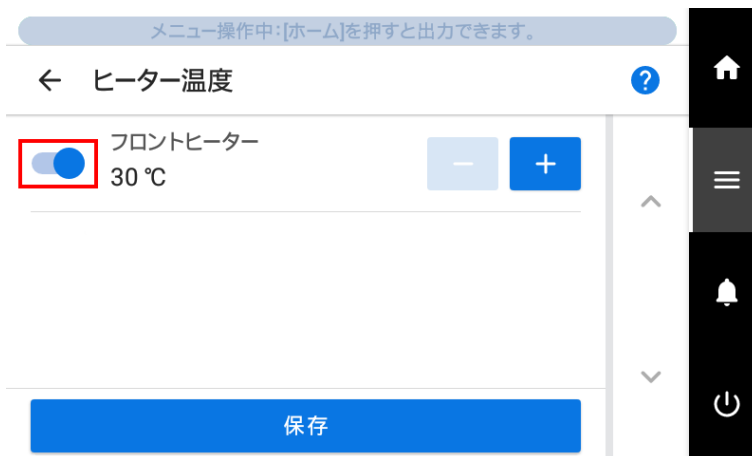 メニュー操作中:[ホーム]を押すと出力できます。
← ヒーター温度 ?
フロントヒーター
30 ℃
− +
保存